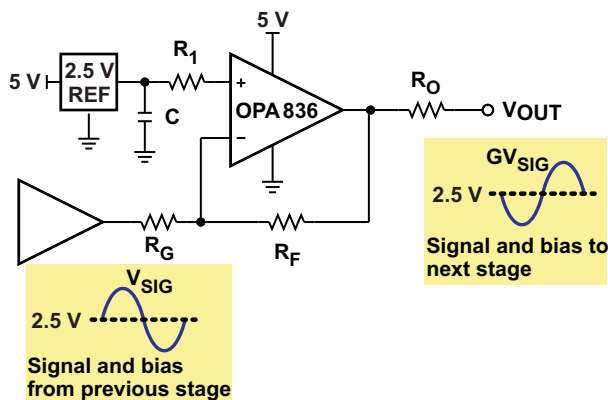 5 V
R1
5 V
2.5 V
REF
+
OPA836
RO
VOUT
C
−
GVSIG
2.5 V
Signal and bias to
next stage
RG
RF
VSIG
2.5 V
Signal and bias
from previous stage